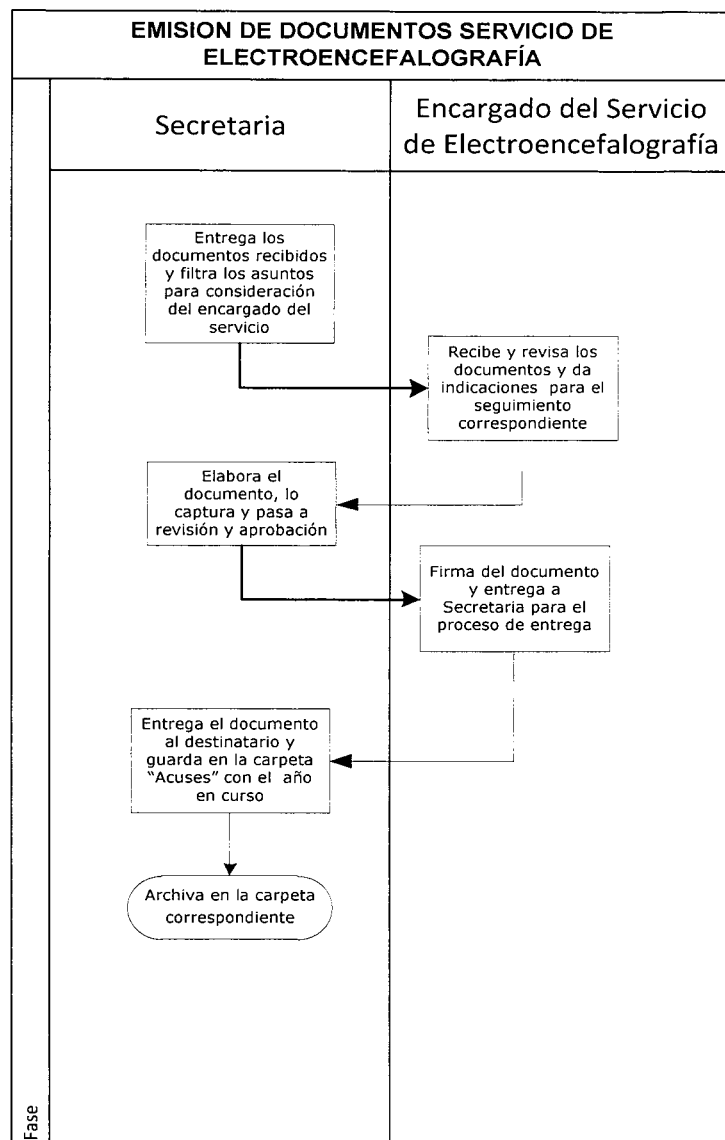 EMISION DE DOCUMENTOS SERVICIO DE
ELECTROENCEFALOGRAFÍA
Secretaria
Encargado del Servicio
de Electroencefalografía
Entrega los
documentos recibidos
y filtra los asuntos
para consideración
del encargado del
servicio
Recibe y revisa los
documentos y da
indicaciones para el
seguimiento
correspondiente
Elabora el
documento, lo
captura y pasa a
revisión y aprobación
Firma del documento
y entrega a
Secretaria para el
proceso de entrega
Entrega el documento
al destinatario y
guarda en la carpeta
“Acuses” con el año
en curso
Archiva en la carpeta
correspondiente
Fase